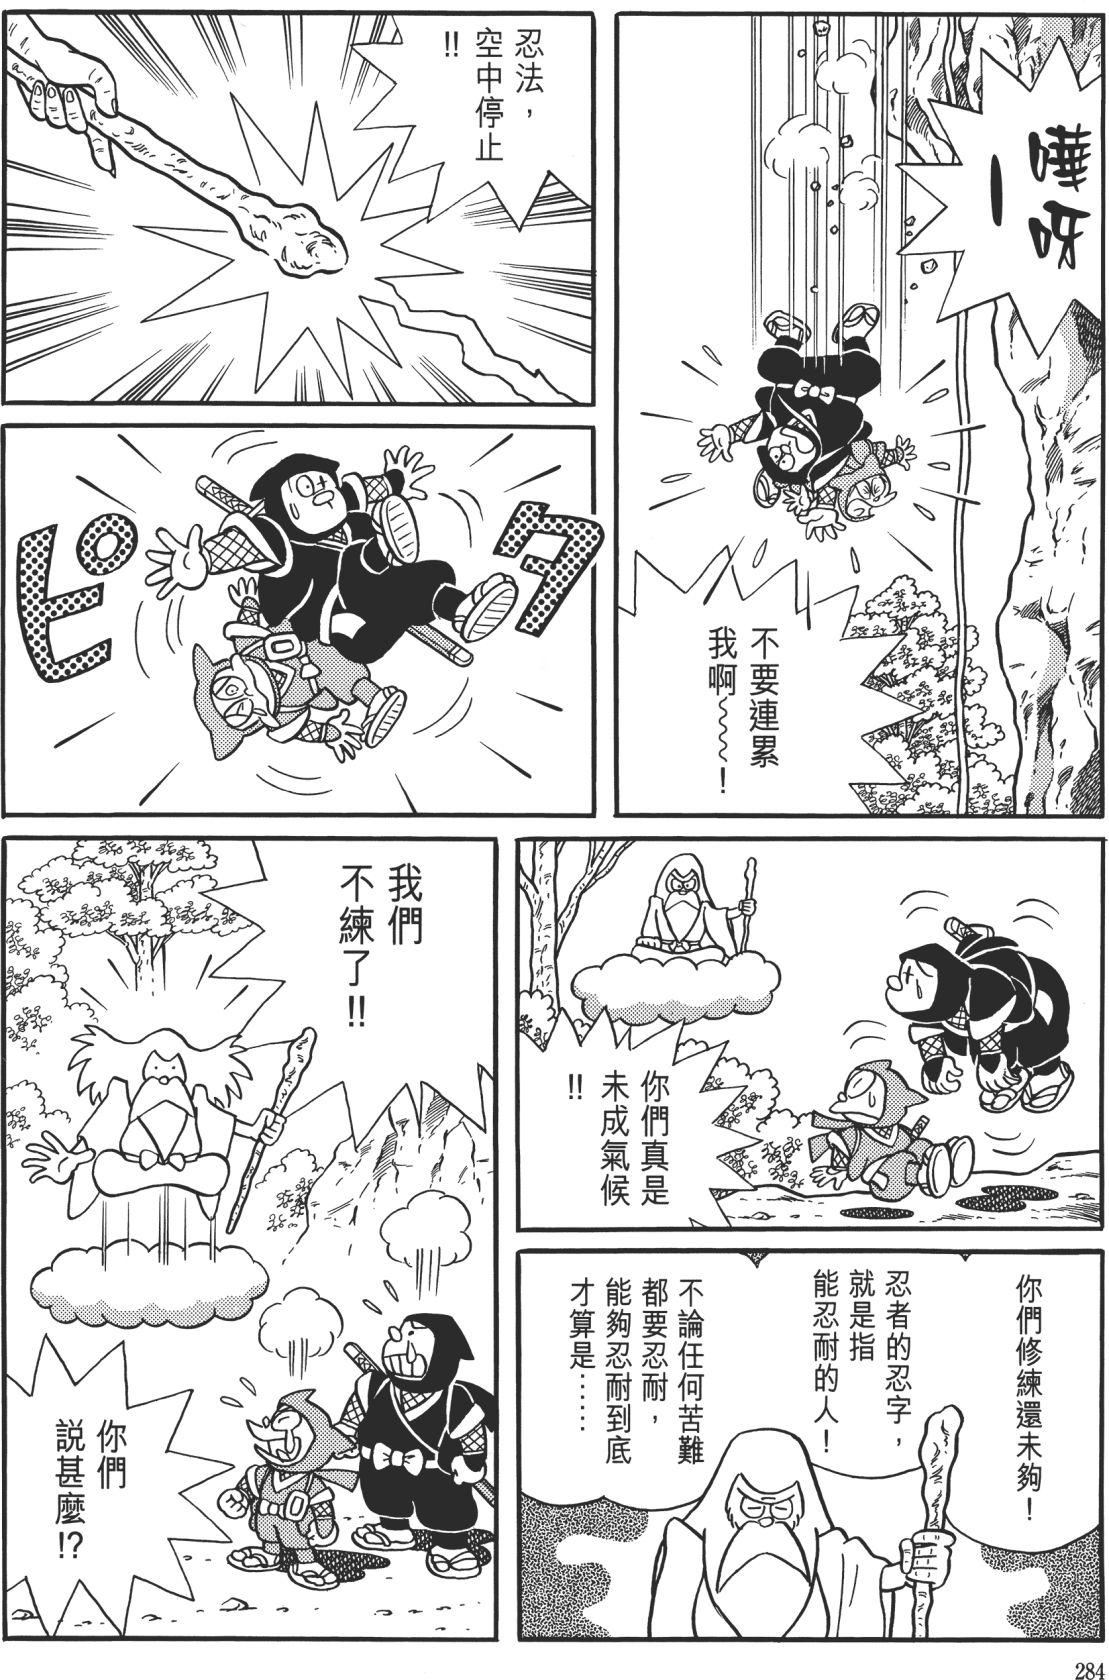 嘩呀
ー
不要連累
我啊～～！
忍法，
空中停止
!!
ピタ
你們真是
未成氣候
!!
你們修練還未夠！
忍者的忍字，
就是指
能忍耐的人！
不論任何苦難
都要忍耐，
能夠忍耐到底
才算是……
我們
不練了!!
你們
説甚麼!?
284